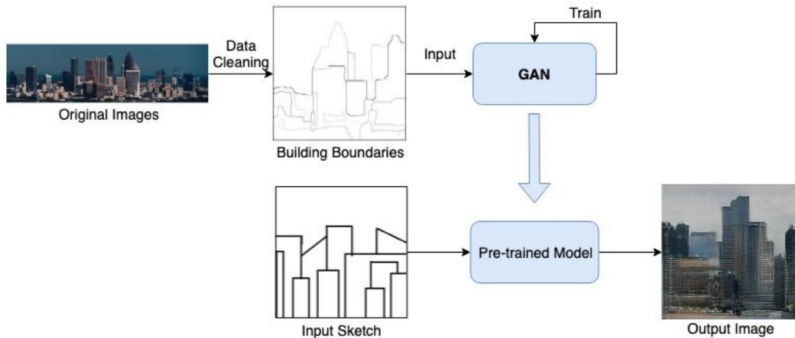 Train
Data
Cleaning
Input
GAN
Original Images
Building Boundaries
Pre-trained Model
Input Sketch
Output Image